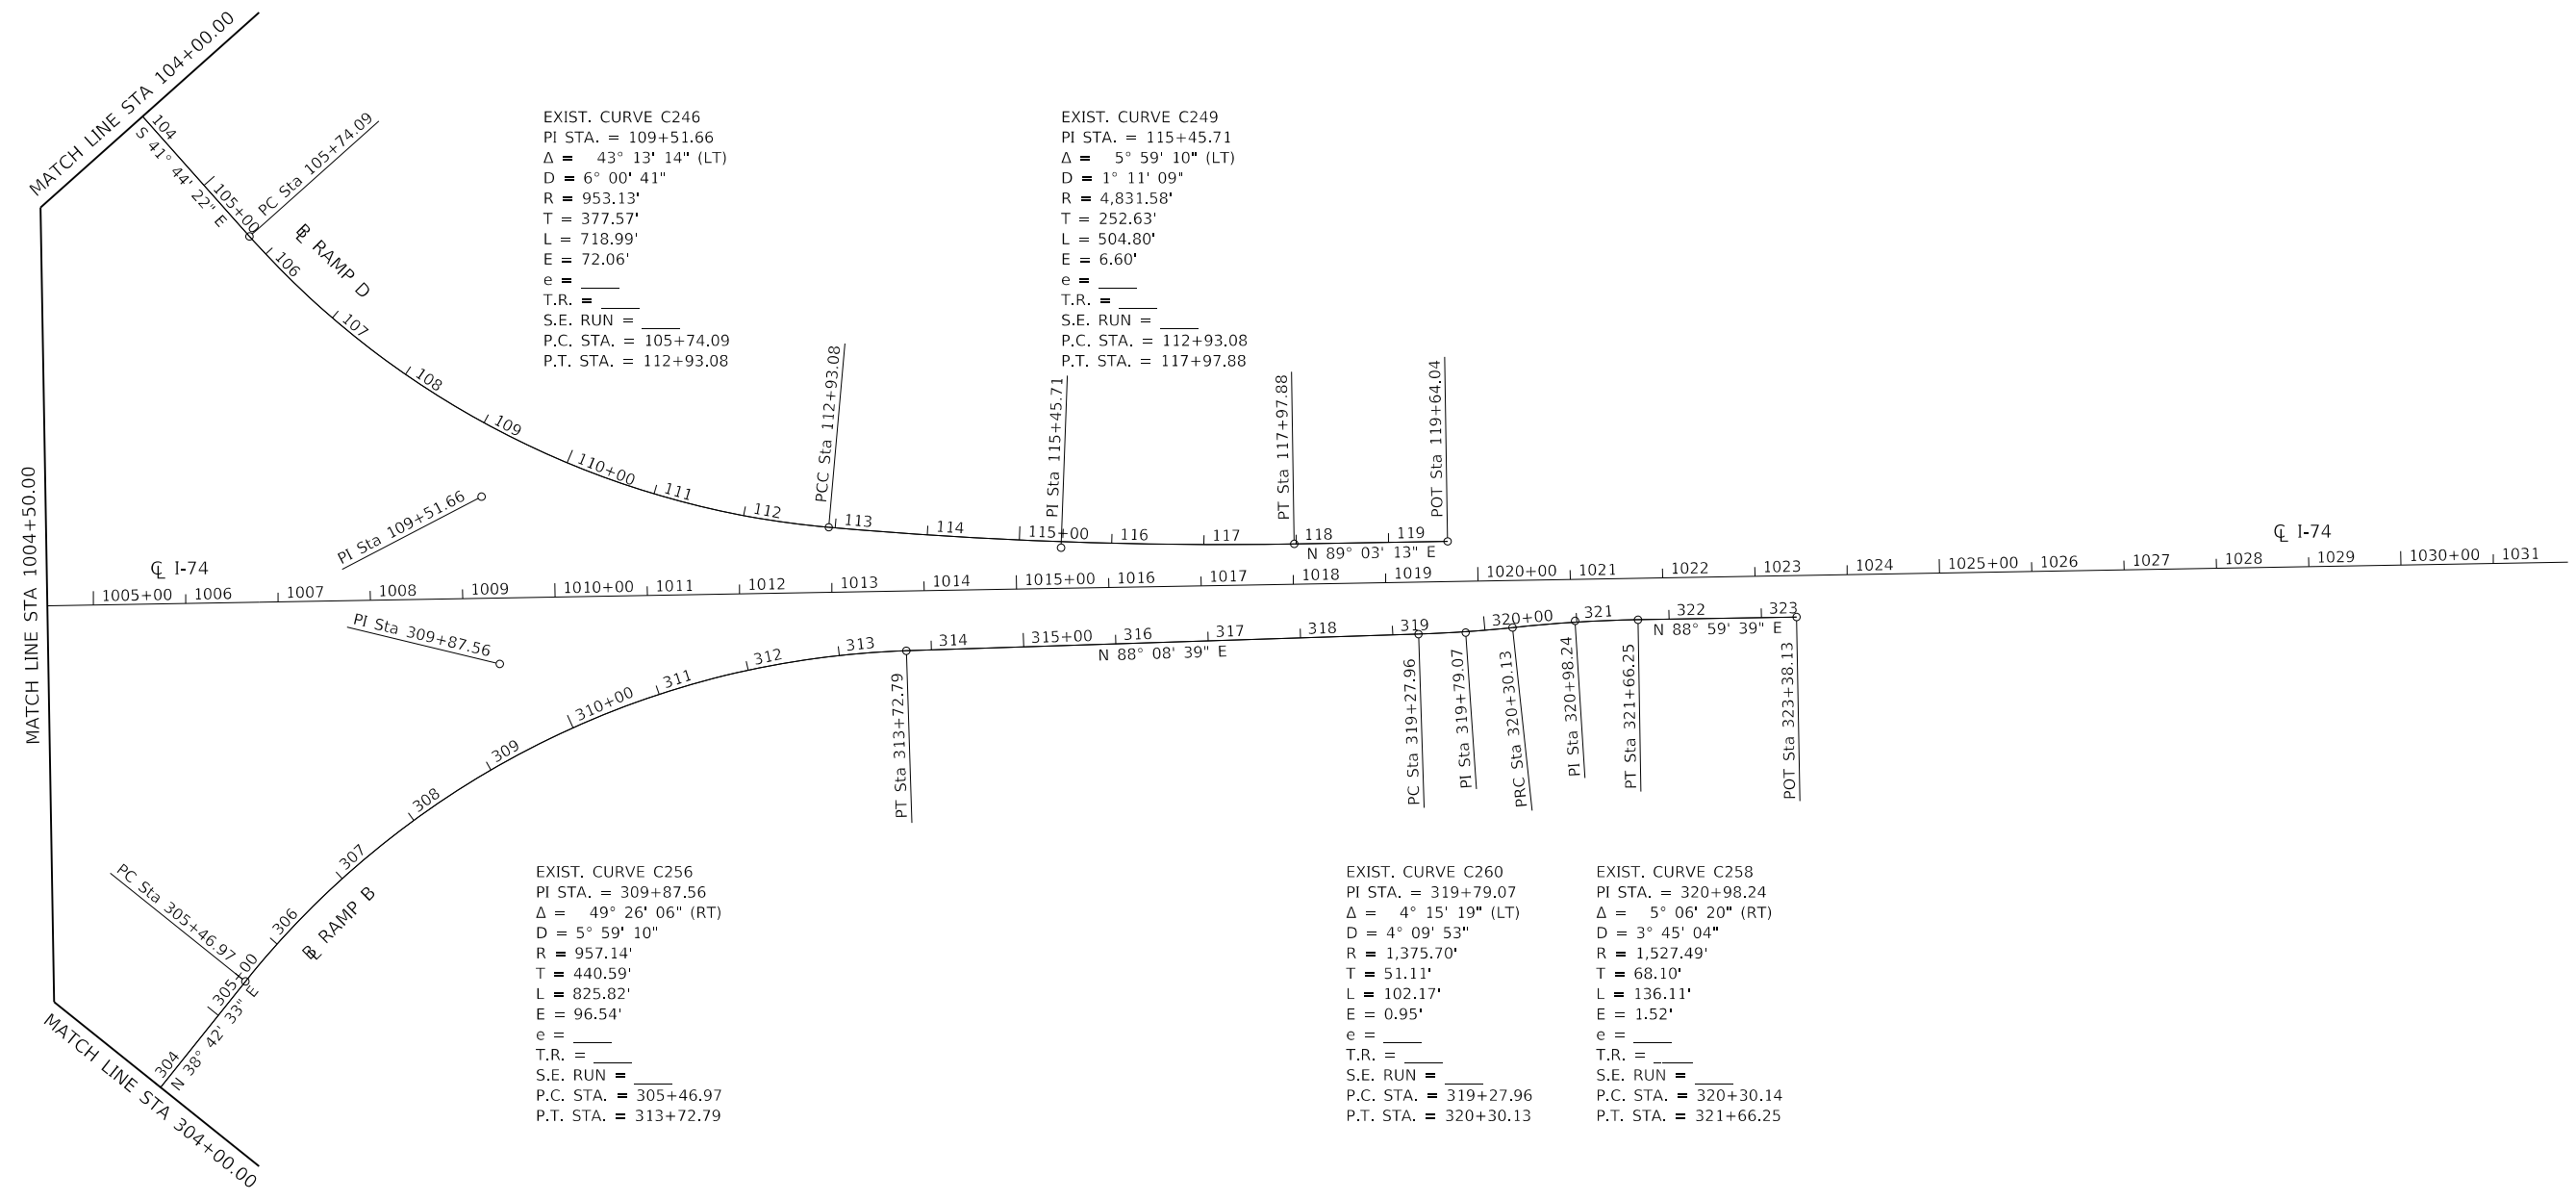 MATCH LINE STA 104+00.00
104
S 41° 44' 22" E
105+00
PC Sta 105+74.09
℄ RAMP D
106
107
108
109
110+00
111
112
113
114
115+00
116
117
118
119
PI Sta 109+51.66
PCC Sta 112+93.08
PI Sta 115+45.71
PT Sta 117+97.88
POT Sta 119+64.04
N 89° 03' 13" E
EXIST. CURVE C246
PI STA. = 109+51.66
Δ = 43° 13' 14" (LT)
D = 6° 00' 41"
R = 953.13'
T = 377.57'
L = 718.99'
E = 72.06'
e = ____
T.R. = ____
S.E. RUN = ____
P.C. STA. = 105+74.09
P.T. STA. = 112+93.08
EXIST. CURVE C249
PI STA. = 115+45.71
Δ = 5° 59' 10" (LT)
D = 1° 11' 09"
R = 4,831.58'
T = 252.63'
L = 504.80'
E = 6.60'
e = ____
T.R. = ____
S.E. RUN = ____
P.C. STA. = 112+93.08
P.T. STA. = 117+97.88
MATCH LINE STA 1004+50.00
℄ I-74
℄ I-74
1005+00
1006
1007
1008
1009
1010+00
1011
1012
1013
1014
1015+00
1016
1017
1018
1019
1020+00
1021
1022
1023
1024
1025+00
1026
1027
1028
1029
1030+00
1031
PI Sta 309+87.56
MATCH LINE STA 304+00.00
304
N 38° 42' 33" E
305+00
PC Sta 305+46.97
℄ RAMP B
306
307
308
309
310+00
311
312
313
314
315+00
316
317
318
319
320+00
321
322
323
N 88° 08' 39" E
N 88° 59' 39" E
PT Sta 313+72.79
PC Sta 319+27.96
PI Sta 319+79.07
PRC Sta 320+30.13
PI Sta 320+98.24
PT Sta 321+66.25
POT Sta 323+38.13
EXIST. CURVE C256
PI STA. = 309+87.56
Δ = 49° 26' 06" (RT)
D = 5° 59' 10"
R = 957.14'
T = 440.59'
L = 825.82'
E = 96.54'
e = ____
T.R. = ____
S.E. RUN = ____
P.C. STA. = 305+46.97
P.T. STA. = 313+72.79
EXIST. CURVE C260
PI STA. = 319+79.07
Δ = 4° 15' 19" (LT)
D = 4° 09' 53"
R = 1,375.70'
T = 51.11'
L = 102.17'
E = 0.95'
e = ____
T.R. = ____
S.E. RUN = ____
P.C. STA. = 319+27.96
P.T. STA. = 320+30.13
EXIST. CURVE C258
PI STA. = 320+98.24
Δ = 5° 06' 20" (RT)
D = 3° 45' 04"
R = 1,527.49'
T = 68.10'
L = 136.11'
E = 1.52'
e = ____
T.R. = ____
S.E. RUN = ____
P.C. STA. = 320+30.14
P.T. STA. = 321+66.25